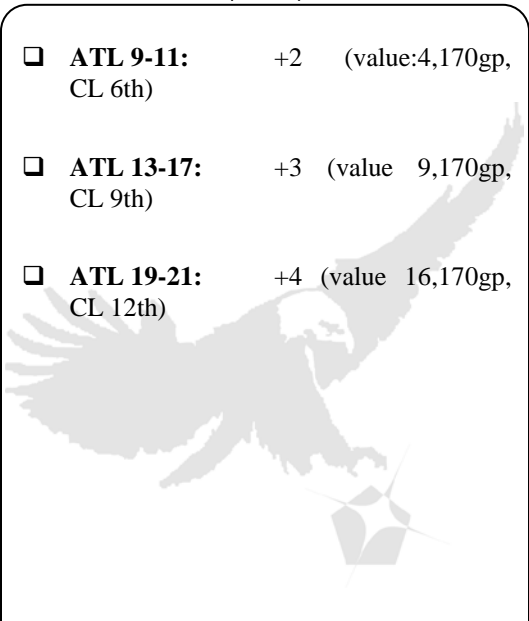 ❑ ATL 9-11: +2 (value:4,170gp,
CL 6th)
❑ ATL 13-17: +3 (value 9,170gp,
CL 9th)
❑ ATL 19-21: +4 (value 16,170gp,
CL 12th)